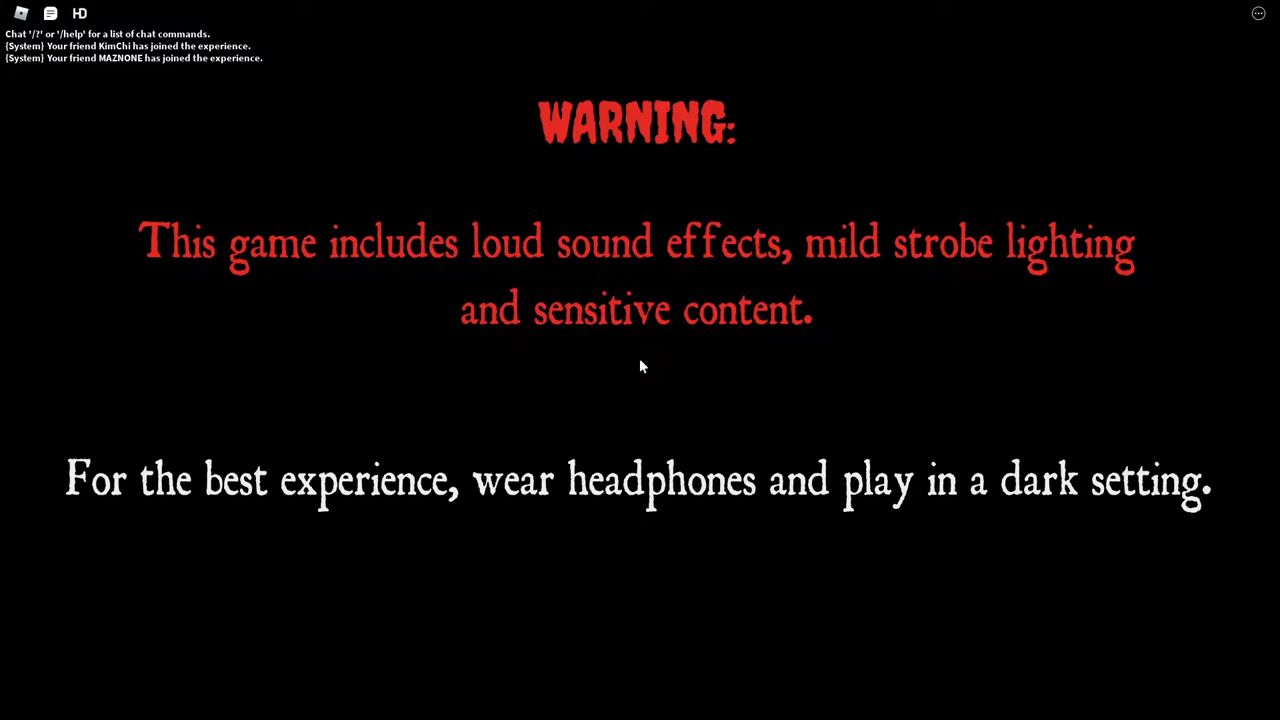 HD
Chat '/?' or '/help' for a list of chat commands.
{System} Your friend KimChi has joined the experience.
{System} Your friend MAZNONE has joined the experience.
WARNING:
This game includes loud sound effects, mild strobe lighting
and sensitive content.
For the best experience, wear headphones and play in a dark setting.